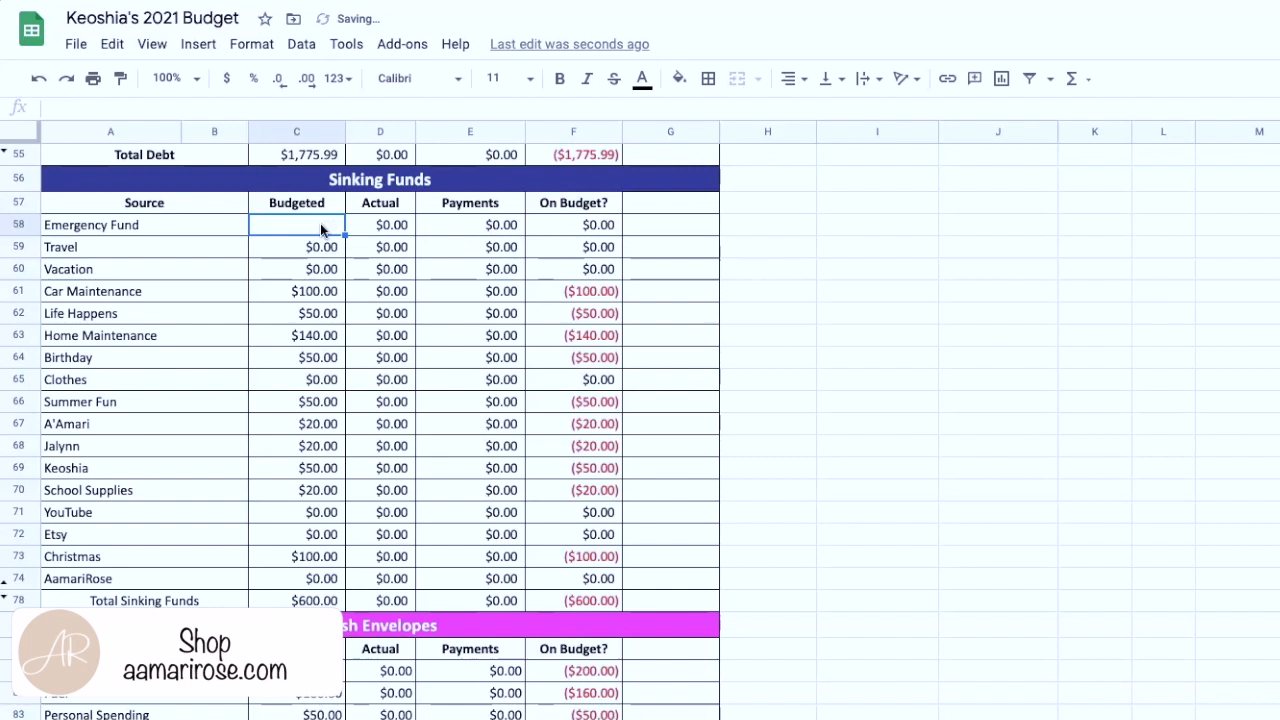 Keoshia's 2021 Budget Saving...
File Edit View Insert Format Data Tools Add-ons Help Last edit was seconds ago
100% $ % .0 .00 123 Calibri 11 B I S A
fx
A B C D E F G H I J K L M
55 Total Debt $1,775.99 $0.00 $0.00 ($1,775.99)
56 Sinking Funds
57 Source Budgeted Actual Payments On Budget?
58 Emergency Fund $0.00 $0.00 $0.00
59 Travel $0.00 $0.00 $0.00 $0.00
60 Vacation $0.00 $0.00 $0.00 $0.00
61 Car Maintenance $100.00 $0.00 $0.00 ($100.00)
62 Life Happens $50.00 $0.00 $0.00 ($50.00)
63 Home Maintenance $140.00 $0.00 $0.00 ($140.00)
64 Birthday $50.00 $0.00 $0.00 ($50.00)
65 Clothes $0.00 $0.00 $0.00 $0.00
66 Summer Fun $50.00 $0.00 $0.00 ($50.00)
67 A'Amari $20.00 $0.00 $0.00 ($20.00)
68 Jalynn $20.00 $0.00 $0.00 ($20.00)
69 Keoshia $50.00 $0.00 $0.00 ($50.00)
70 School Supplies $20.00 $0.00 $0.00 ($20.00)
71 YouTube $0.00 $0.00 $0.00 $0.00
72 Etsy $0.00 $0.00 $0.00 $0.00
73 Christmas $100.00 $0.00 $0.00 ($100.00)
74 AamariRose $0.00 $0.00 $0.00 $0.00
78 Total Sinking Funds $600.00 $0.00 $0.00 ($600.00)
sh Envelopes
Actual Payments On Budget?
$0.00 $0.00 ($200.00)
$0.00 $0.00 ($160.00)
83 Personal Spending $50.00 $0.00 $0.00 ($50.00)
AR
Shop
aamarirose.com